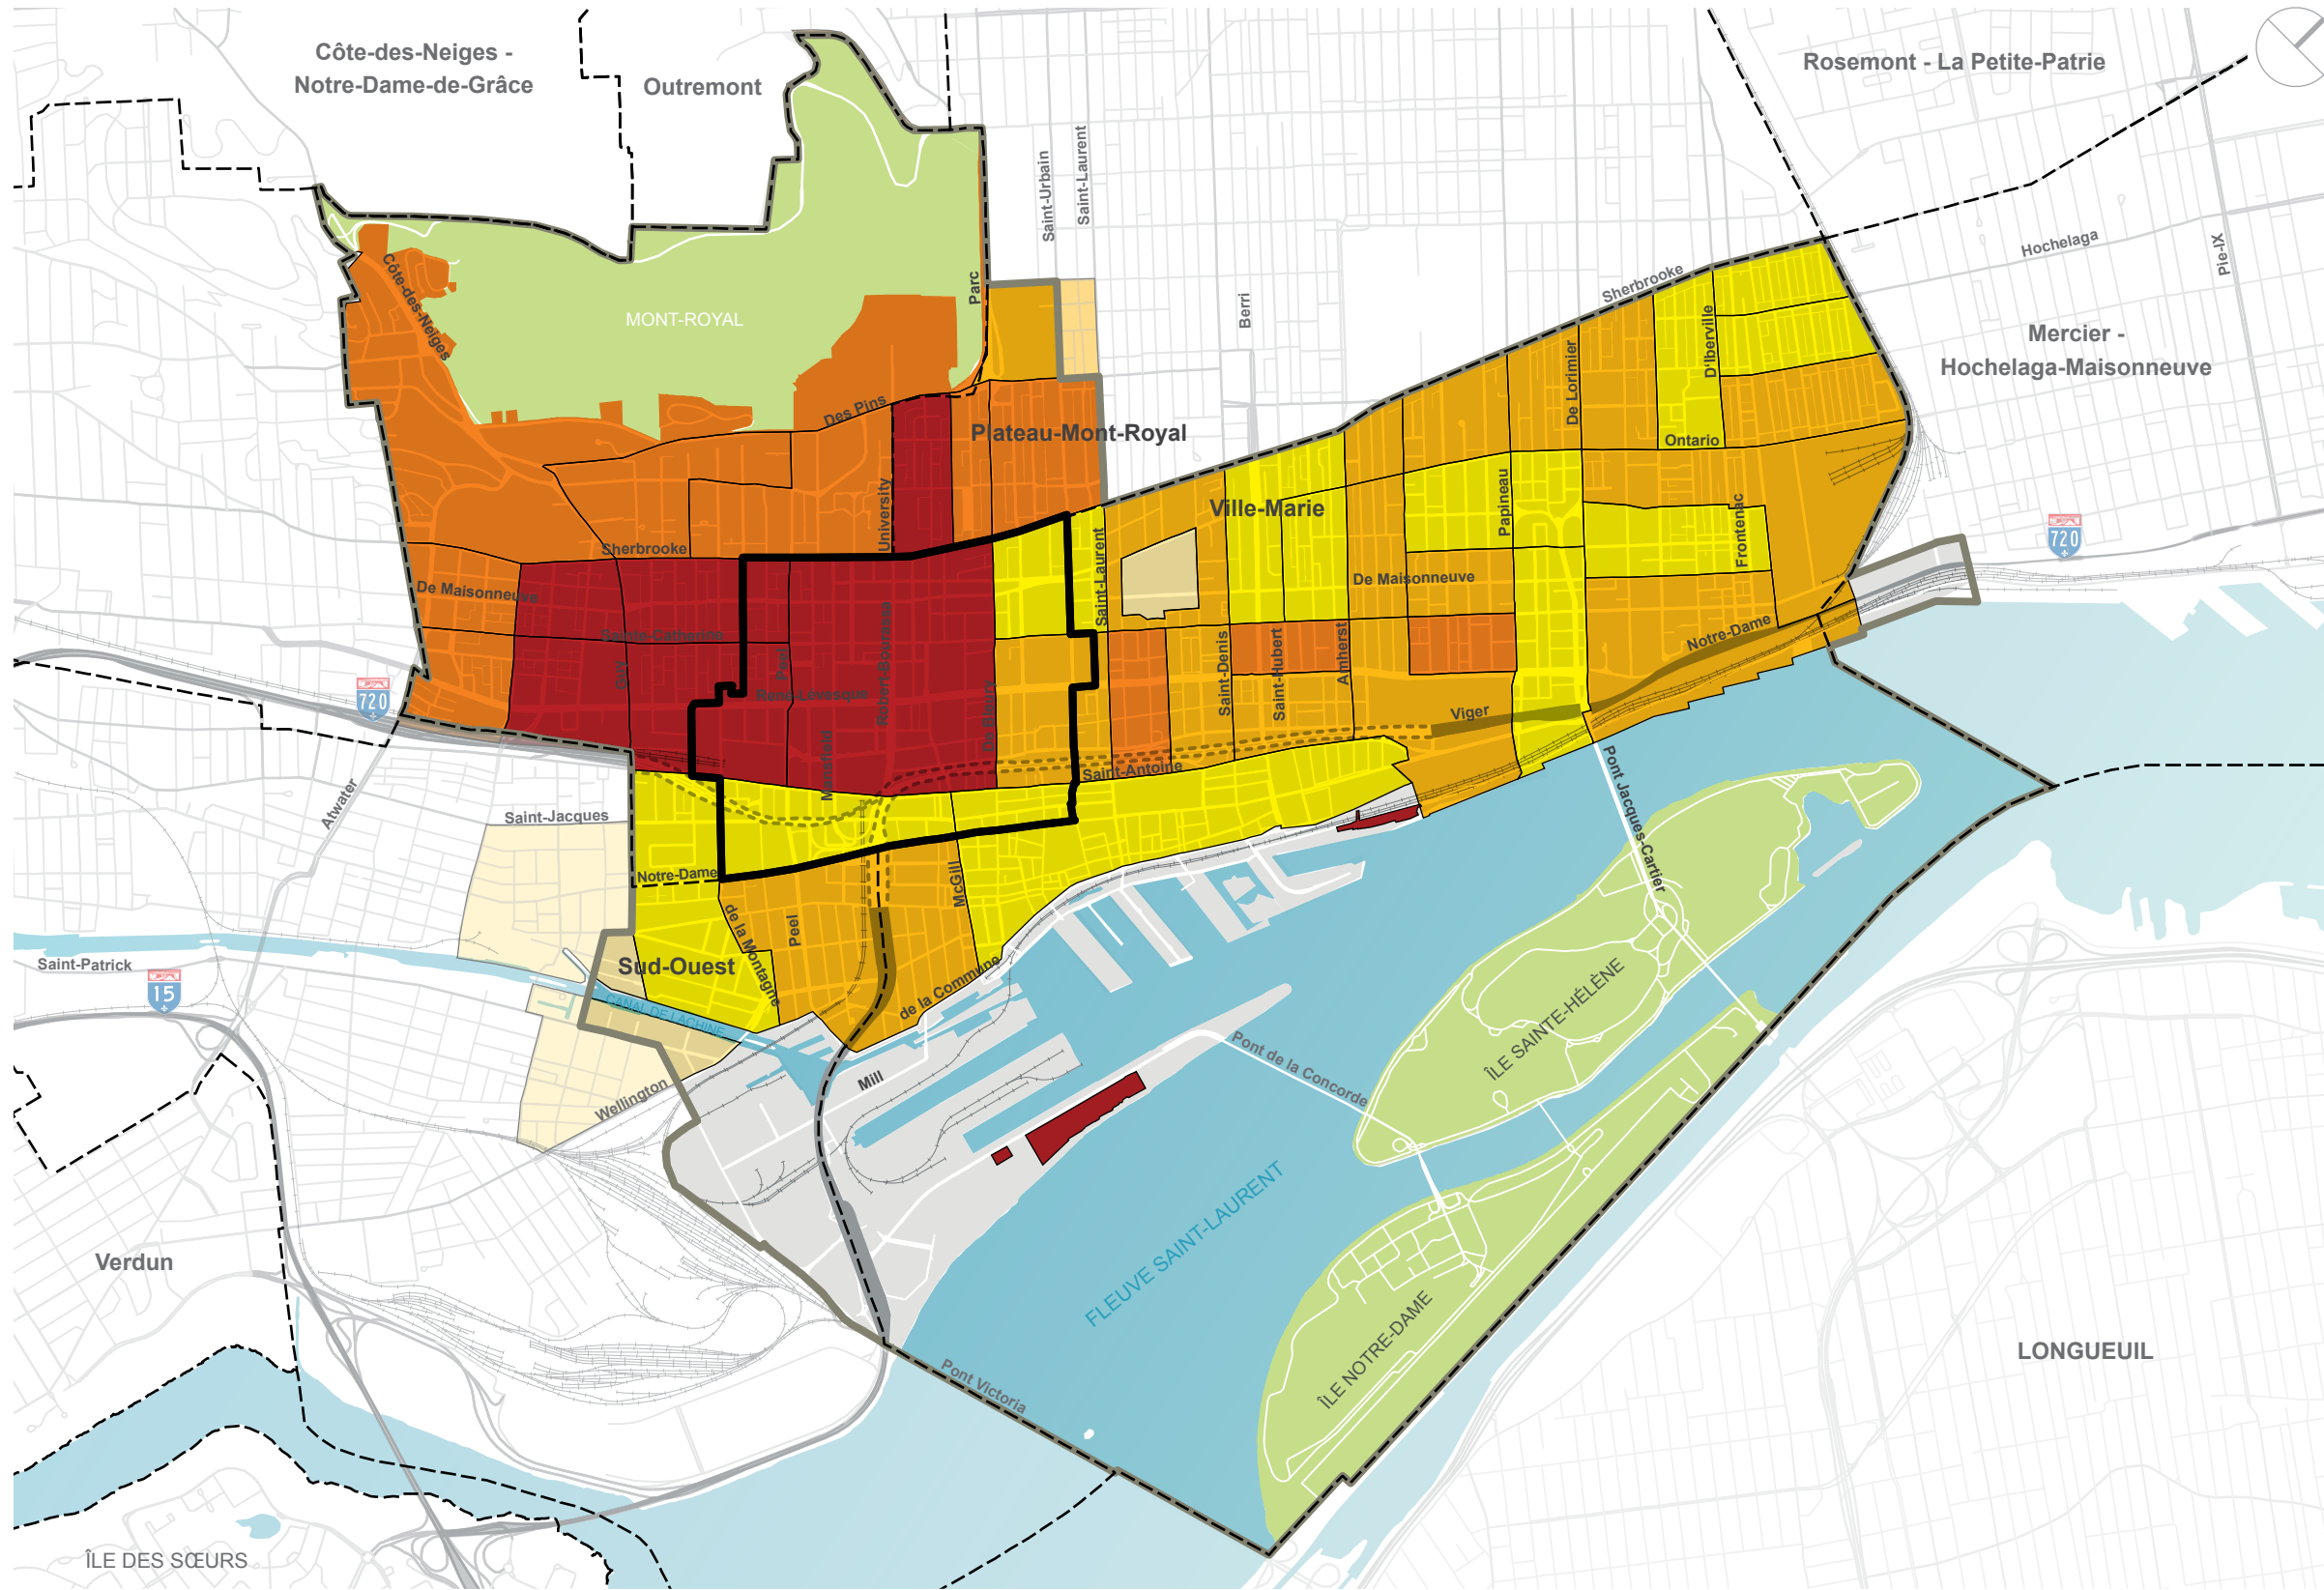 Côte-des-Neiges -
Notre-Dame-de-Grâce
Outremont
Rosemont - La Petite-Patrie
Saint-Urbain
Saint-Laurent
Hochelaga
Pie-IX
Côte-des-Neiges
MONT-ROYAL
Parc
Berri
Sherbrooke
D'Iberville
De Lorimier
Mercier -
Hochelaga-Maisonneuve
Des Pins
Plateau-Mont-Royal
Ontario
University
Ville-Marie
Papineau
Frontenac
Sherbrooke
Saint-Laurent
720
De Maisonneuve
De Maisonneuve
Sainte-Catherine
Guy
Peel
Robert-Bourassa
René-Lévesque
De Bleury
Saint-Denis
Saint-Hubert
Amherst
Notre-Dame
720
Viger
Mansfield
Saint-Antoine
Atwater
Saint-Jacques
Pont Jacques-Cartier
Notre-Dame
McGill
de la Montagne
Peel
Saint-Patrick
15
Sud-Ouest
de la Commune
CANAL DE LACHINE
ÎLE SAINTE-HÉLÈNE
Pont de la Concorde
Mill
Wellington
FLEUVE SAINT-LAURENT
Verdun
ÎLE NOTRE-DAME
LONGUEUIL
Pont Victoria
ÎLE DES SŒURS